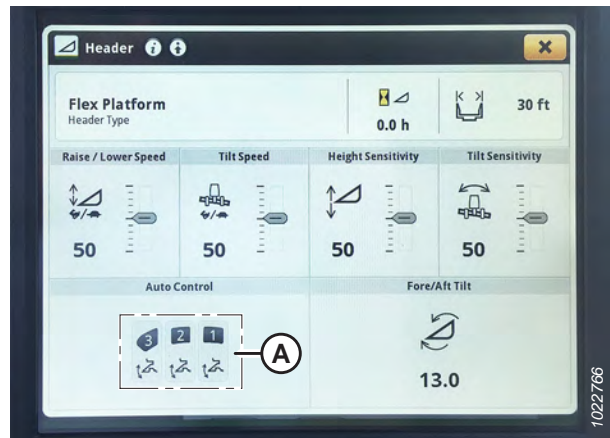 Header
Flex Platform
Header Type
0.0 h
30 ft
Raise / Lower Speed
Tilt Speed
Height Sensitivity
Tilt Sensitivity
50
50
50
50
Auto Control
Fore/Aft Tilt
3 2 1
A
13.0
1022766